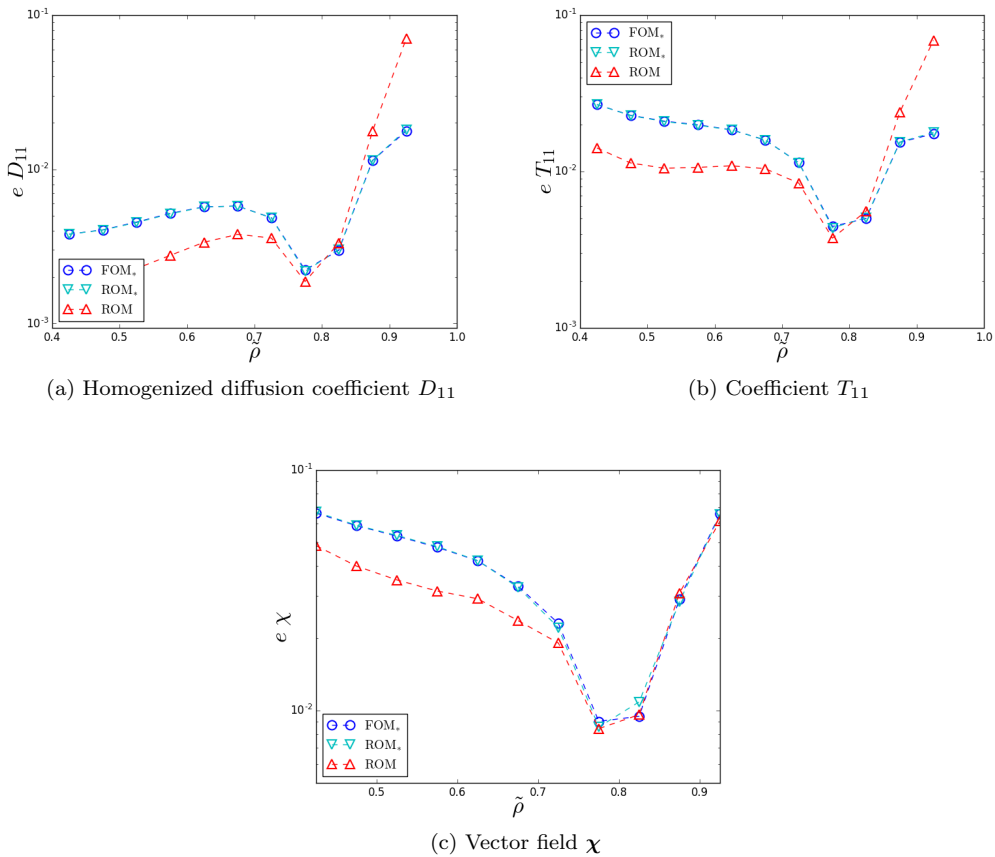 10⁻¹
10⁻²
10⁻³
e D₁₁
0.4 0.5 0.6 0.7 0.8 0.9 1.0
ρ̃
FOM∗
ROM∗
ROM
(a) Homogenized diffusion coefficient D₁₁
10⁻¹
10⁻²
10⁻³
e T₁₁
0.4 0.5 0.6 0.7 0.8 0.9 1.0
ρ̃
FOM∗
ROM∗
ROM
(b) Coefficient T₁₁
10⁻¹
10⁻²
e χ
0.5 0.6 0.7 0.8 0.9
ρ̃
FOM∗
ROM∗
ROM
(c) Vector field χ